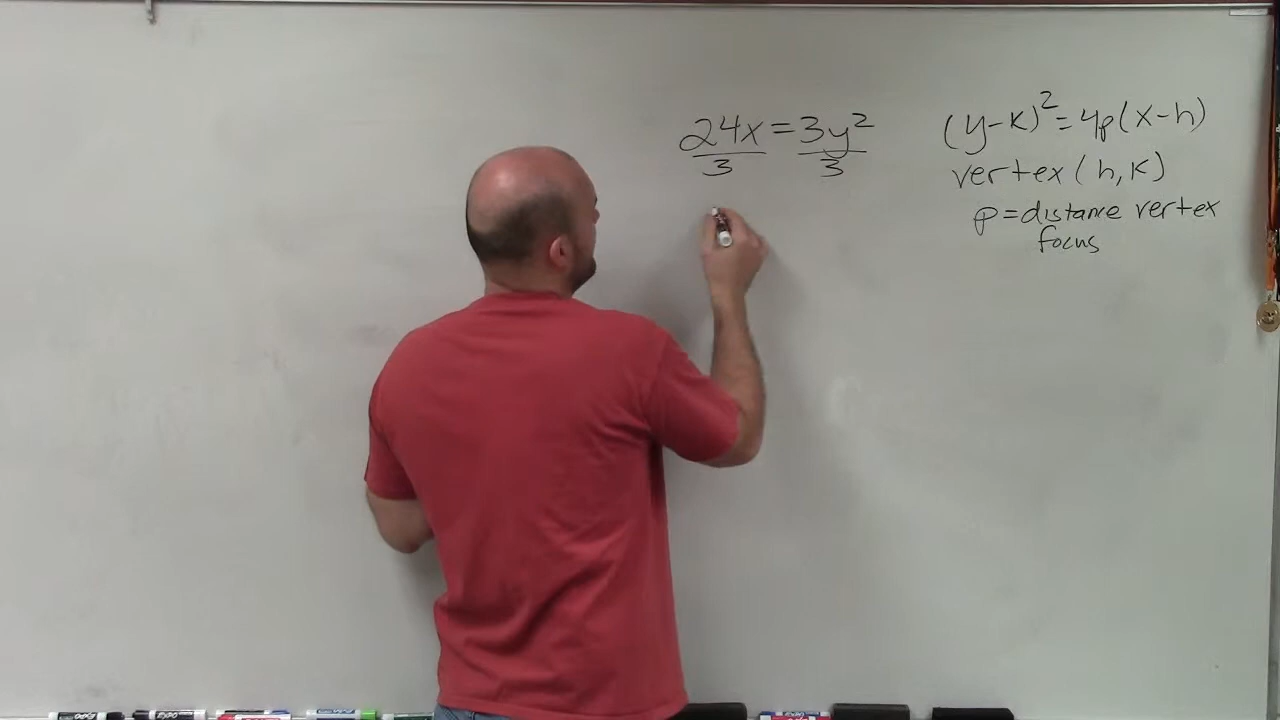 24x = 3y²
3 3
(y-k)² = 4p(x-h)
vertex (h, k)
p = distance vertex
focus